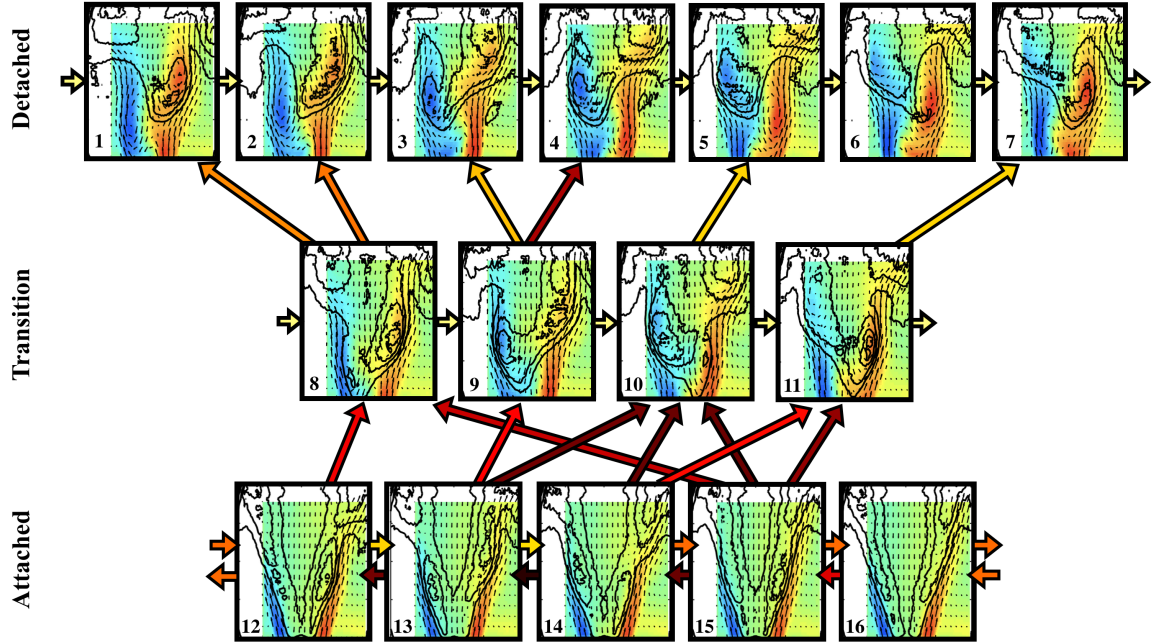 Detached
1 2 3 4 5 6 7
Transition
8 9 10 11
Attached
12 13 14 15 16